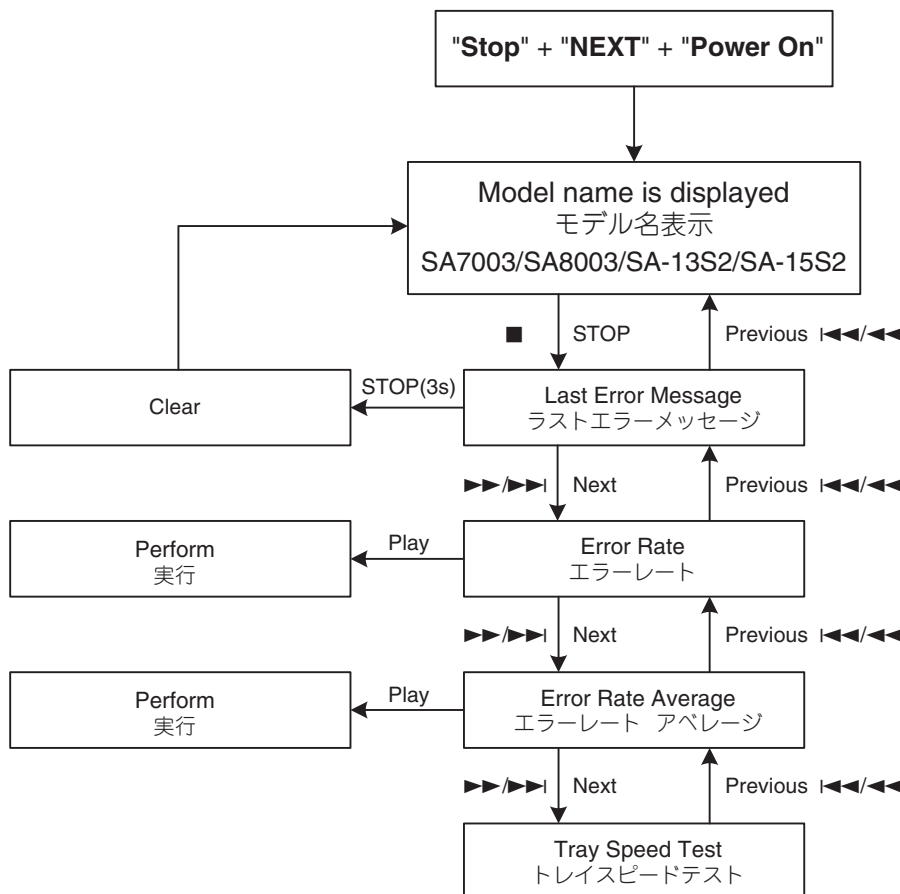 "Stop" + "NEXT" + "Power On"
Model name is displayed
モデル名表示
SA7003/SA8003/SA-13S2/SA-15S2
■ STOP
Previous I◄◄/◄◄
Clear
STOP(3s)
Last Error Message
ラストエラーメッセージ
►►/►►I Next
Previous I◄◄/◄◄
Perform
実行
Play
Error Rate
エラーレート
►►/►►I Next
Previous I◄◄/◄◄
Perform
実行
Play
Error Rate Average
エラーレート アベレージ
►►/►►I Next
Previous I◄◄/◄◄
Tray Speed Test
トレイスピードテスト